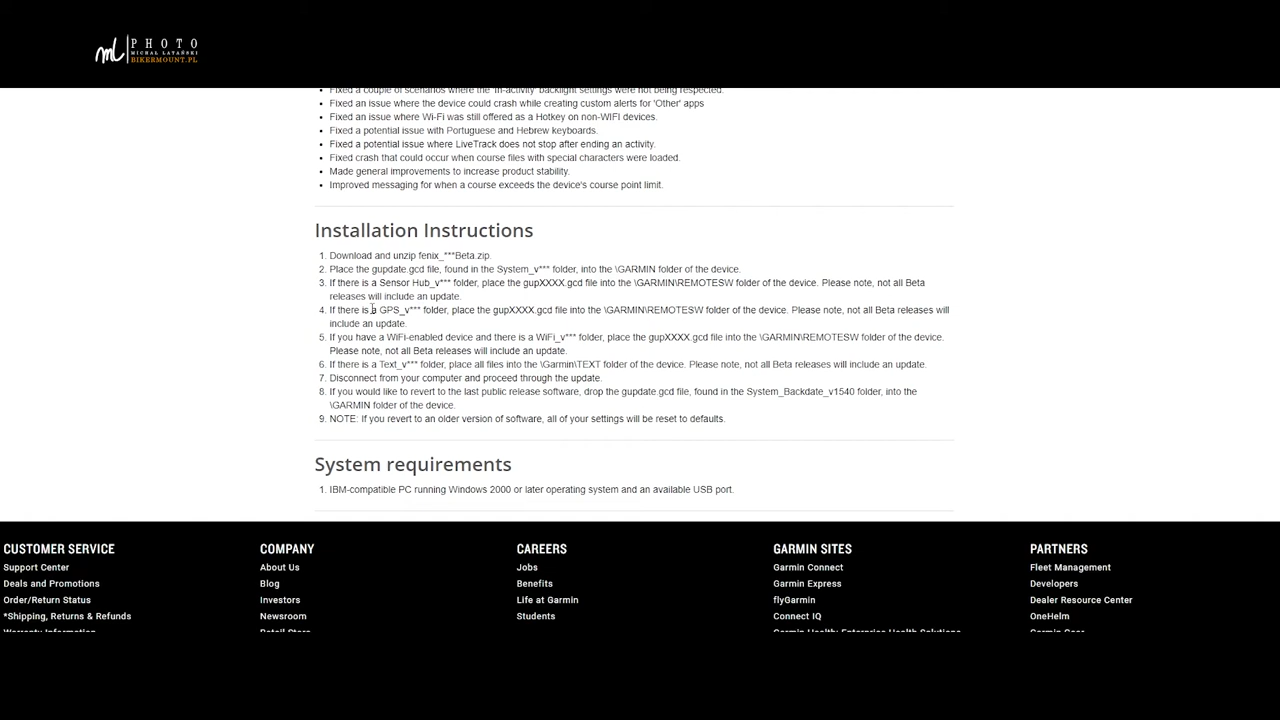 ml PHOTO
MICHAŁ LATAŃSKI
BIKERMOUNT.PL
Fixed a couple of scenarios where the 'in-activity' backlight settings were not being respected.
• Fixed an issue where the device could crash while creating custom alerts for 'Other' apps
• Fixed an issue where Wi-Fi was still offered as a Hotkey on non-WIFI devices.
• Fixed a potential issue with Portuguese and Hebrew keyboards.
• Fixed a potential issue where LiveTrack does not stop after ending an activity.
• Fixed crash that could occur when course files with special characters were loaded.
• Made general improvements to increase product stability.
• Improved messaging for when a course exceeds the device's course point limit.
Installation Instructions
1. Download and unzip fenix_***Beta.zip.
2. Place the gupdate.gcd file, found in the System_v*** folder, into the \GARMIN folder of the device.
3. If there is a Sensor Hub_v*** folder, place the gupXXXX.gcd file into the \GARMIN\REMOTESW folder of the device. Please note, not all Beta
releases will include an update.
4. If there is a GPS_v*** folder, place the gupXXXX.gcd file into the \GARMIN\REMOTESW folder of the device. Please note, not all Beta releases will
include an update.
5. If you have a WiFi-enabled device and there is a WiFi_v*** folder, place the gupXXXX.gcd file into the \GARMIN\REMOTESW folder of the device.
Please note, not all Beta releases will include an update.
6. If there is a Text_v*** folder, place all files into the \Garmin\TEXT folder of the device. Please note, not all Beta releases will include an update.
7. Disconnect from your computer and proceed through the update.
8. If you would like to revert to the last public release software, drop the gupdate.gcd file, found in the System_Backdate_v1540 folder, into the
\GARMIN folder of the device.
9. NOTE: If you revert to an older version of software, all of your settings will be reset to defaults.
System requirements
1. IBM-compatible PC running Windows 2000 or later operating system and an available USB port.
CUSTOMER SERVICE
Support Center
Deals and Promotions
Order/Return Status
*Shipping, Returns & Refunds
Warranty Information
COMPANY
About Us
Blog
Investors
Newsroom
Retail Store
CAREERS
Jobs
Benefits
Life at Garmin
Students
GARMIN SITES
Garmin Connect
Garmin Express
flyGarmin
Connect IQ
Garmin Health: Enterprise Health Solutions
PARTNERS
Fleet Management
Developers
Dealer Resource Center
OneHelm
Garmin Gear